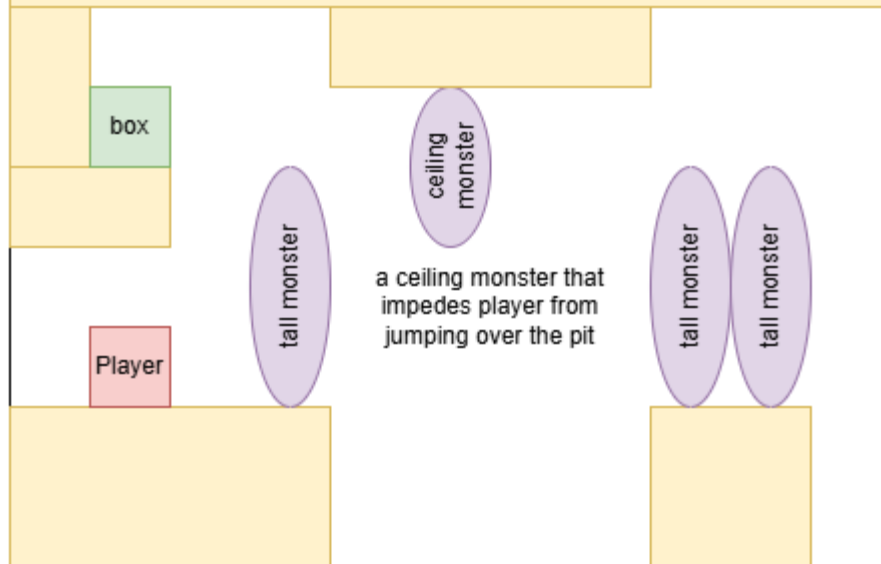 box
ceiling
monster
tall monster
a ceiling monster that
impedes player from
jumping over the pit
tall monster
tall monster
Player